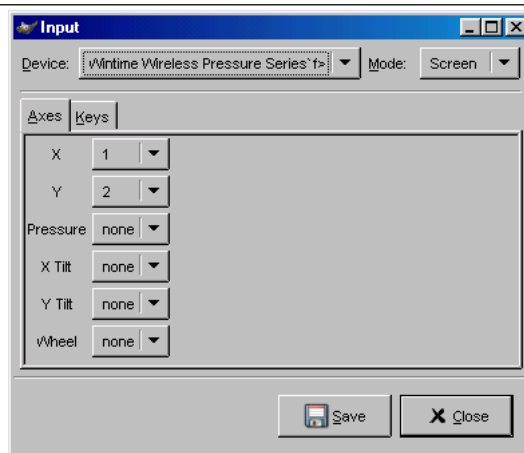 Input
Device: Wintime Wireless Pressure Series`f> Mode: Screen
Axes Keys
X 1
Y 2
Pressure none
X Tilt none
Y Tilt none
Wheel none
Save Close